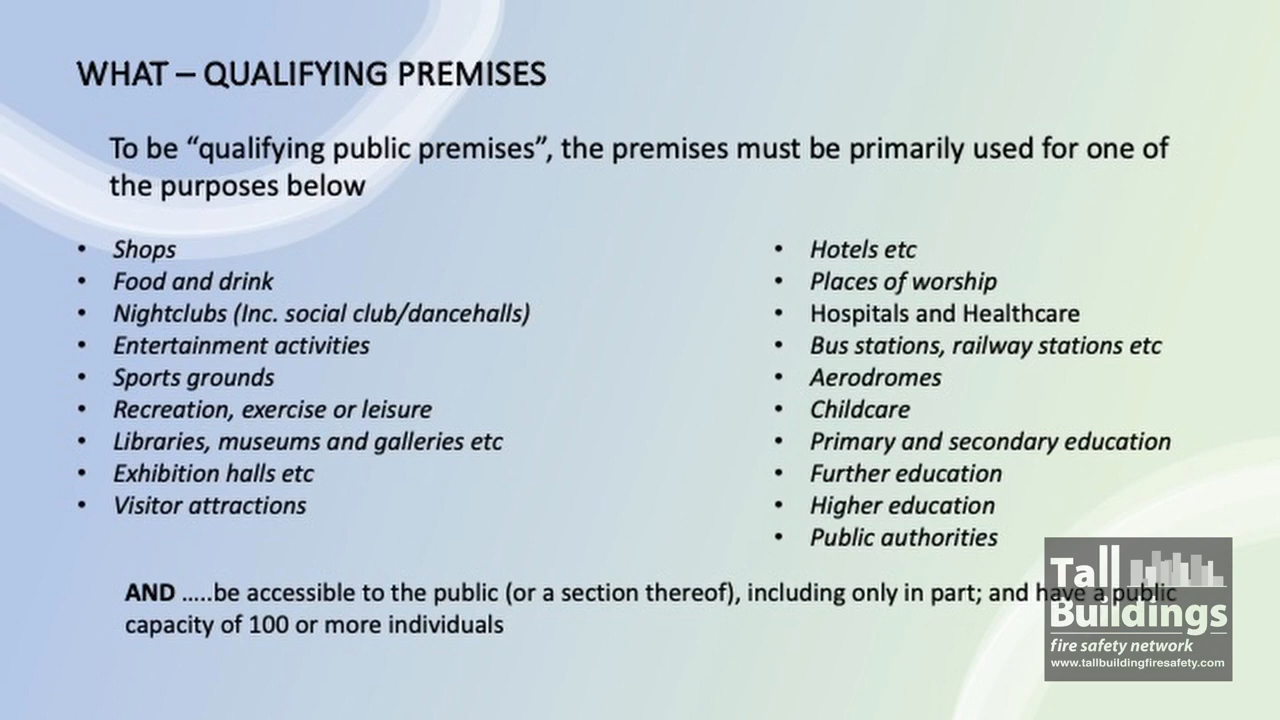 WHAT – QUALIFYING PREMISES
To be “qualifying public premises”, the premises must be primarily used for one of
the purposes below
• Shops
• Food and drink
• Nightclubs (Inc. social club/dancehalls)
• Entertainment activities
• Sports grounds
• Recreation, exercise or leisure
• Libraries, museums and galleries etc
• Exhibition halls etc
• Visitor attractions
• Hotels etc
• Places of worship
• Hospitals and Healthcare
• Bus stations, railway stations etc
• Aerodromes
• Childcare
• Primary and secondary education
• Further education
• Higher education
• Public authorities
AND .....be accessible to the public (or a section thereof), including only in part; and have a public
capacity of 100 or more individuals
Tall
Buildings
fire safety network
www.tallbuildingfiresafety.com